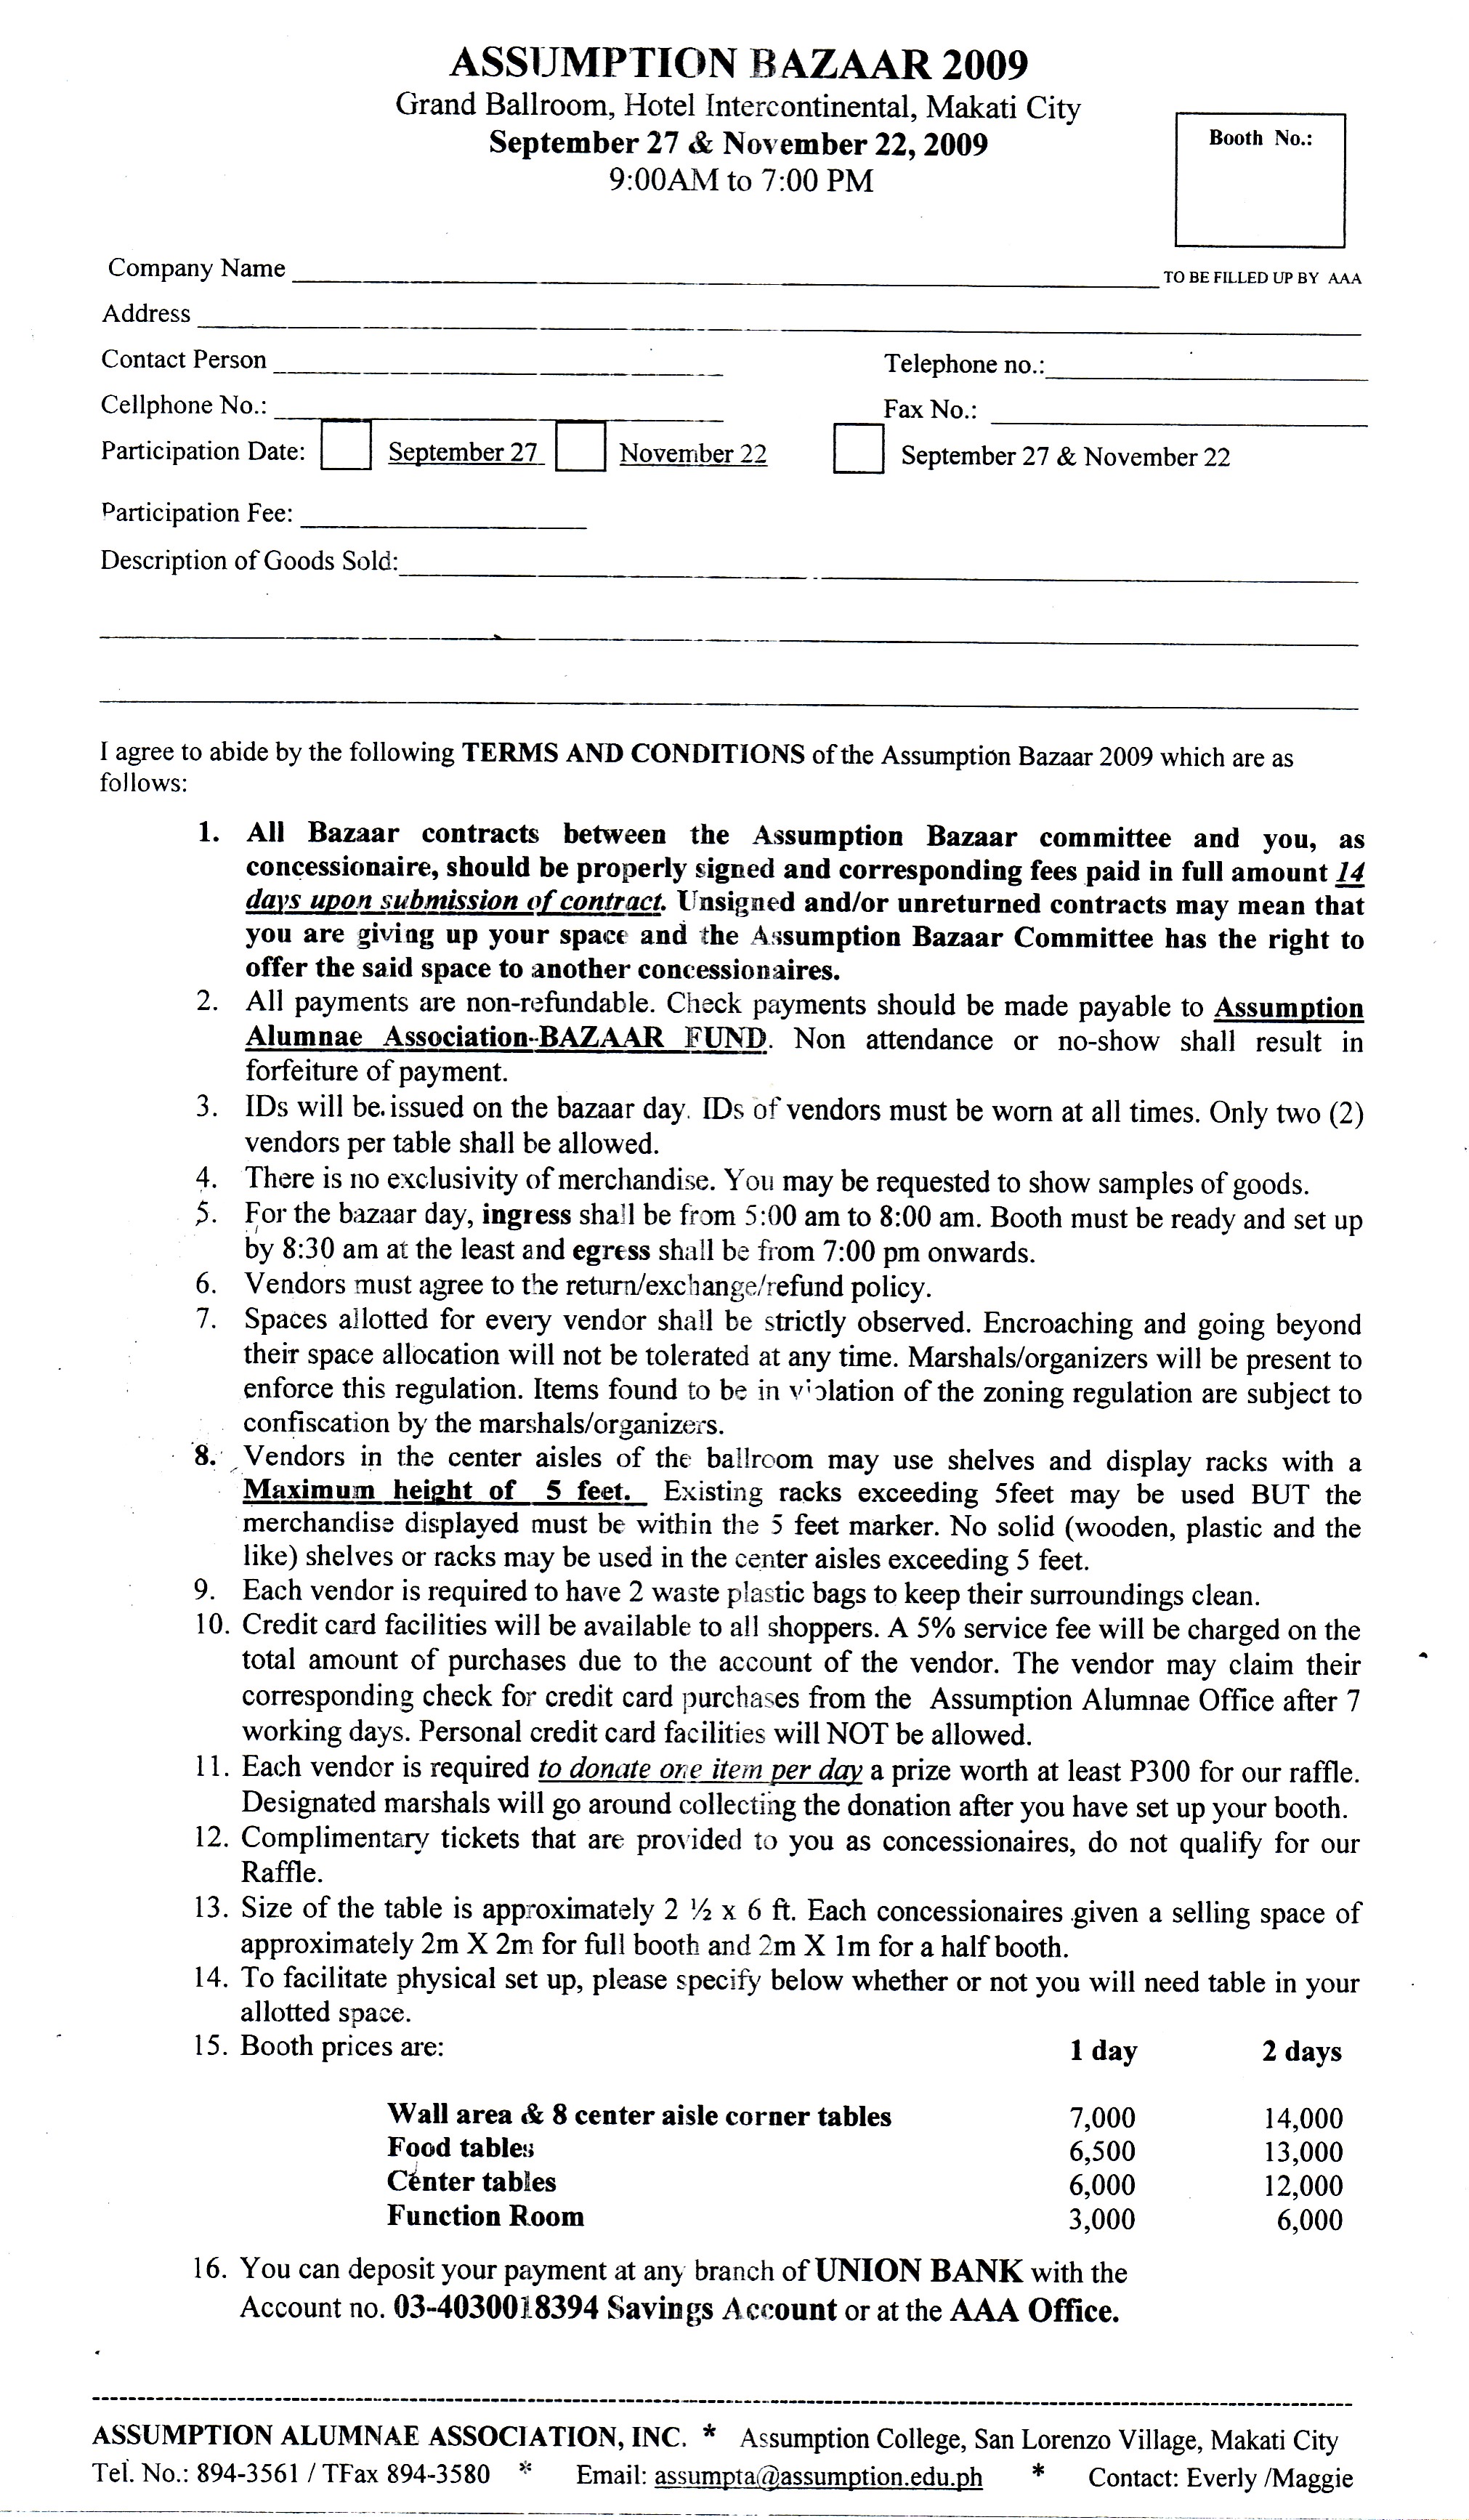 ASSUMPTION BAZAAR 2009
Grand Ballroom, Hotel Intercontinental, Makati City
September 27 & November 22, 2009
9:00AM to 7:00 PM
Booth No.:
Company Name
TO BE FILLED UP BY AAA
Address
Contact Person
Telephone no.:
Cellphone No.:
Fax No.:
Participation Date: September 27 November 22 September 27 & November 22
Participation Fee:
Description of Goods Sold:
I agree to abide by the following TERMS AND CONDITIONS of the Assumption Bazaar 2009 which are as
follows:
1. All Bazaar contracts between the Assumption Bazaar committee and you, as
concessionaire, should be properly signed and corresponding fees paid in full amount 14
days upon submission of contract. Unsigned and/or unreturned contracts may mean that
you are giving up your space and the Assumption Bazaar Committee has the right to
offer the said space to another concessionaires.
2. All payments are non-refundable. Check payments should be made payable to Assumption
Alumnae Association-BAZAAR FUND. Non attendance or no-show shall result in
forfeiture of payment.
3. IDs will be issued on the bazaar day. IDs of vendors must be worn at all times. Only two (2)
vendors per table shall be allowed.
4. There is no exclusivity of merchandise. You may be requested to show samples of goods.
5. For the bazaar day, ingress shall be from 5:00 am to 8:00 am. Booth must be ready and set up
by 8:30 am at the least and egress shall be from 7:00 pm onwards.
6. Vendors must agree to the return/exchange/refund policy.
7. Spaces allotted for every vendor shall be strictly observed. Encroaching and going beyond
their space allocation will not be tolerated at any time. Marshals/organizers will be present to
enforce this regulation. Items found to be in violation of the zoning regulation are subject to
confiscation by the marshals/organizers.
8. Vendors in the center aisles of the ballroom may use shelves and display racks with a
Maximum height of 5 feet. Existing racks exceeding 5feet may be used BUT the
merchandise displayed must be within the 5 feet marker. No solid (wooden, plastic and the
like) shelves or racks may be used in the center aisles exceeding 5 feet.
9. Each vendor is required to have 2 waste plastic bags to keep their surroundings clean.
10. Credit card facilities will be available to all shoppers. A 5% service fee will be charged on the
total amount of purchases due to the account of the vendor. The vendor may claim their
corresponding check for credit card purchases from the Assumption Alumnae Office after 7
working days. Personal credit card facilities will NOT be allowed.
11. Each vendor is required to donate one item per day a prize worth at least P300 for our raffle.
Designated marshals will go around collecting the donation after you have set up your booth.
12. Complimentary tickets that are provided to you as concessionaires, do not qualify for our
Raffle.
13. Size of the table is approximately 2 ½ x 6 ft. Each concessionaires given a selling space of
approximately 2m X 2m for full booth and 2m X 1m for a half booth.
14. To facilitate physical set up, please specify below whether or not you will need table in your
allotted space.
15. Booth prices are: 1 day 2 days
Wall area & 8 center aisle corner tables 7,000 14,000
Food tables 6,500 13,000
Center tables 6,000 12,000
Function Room 3,000 6,000
16. You can deposit your payment at any branch of UNION BANK with the
Account no. 03-4030018394 Savings Account or at the AAA Office.
ASSUMPTION ALUMNAE ASSOCIATION, INC. * Assumption College, San Lorenzo Village, Makati City
Tel. No.: 894-3561 / TFax 894-3580 * Email: assumpta@assumption.edu.ph * Contact: Everly /Maggie